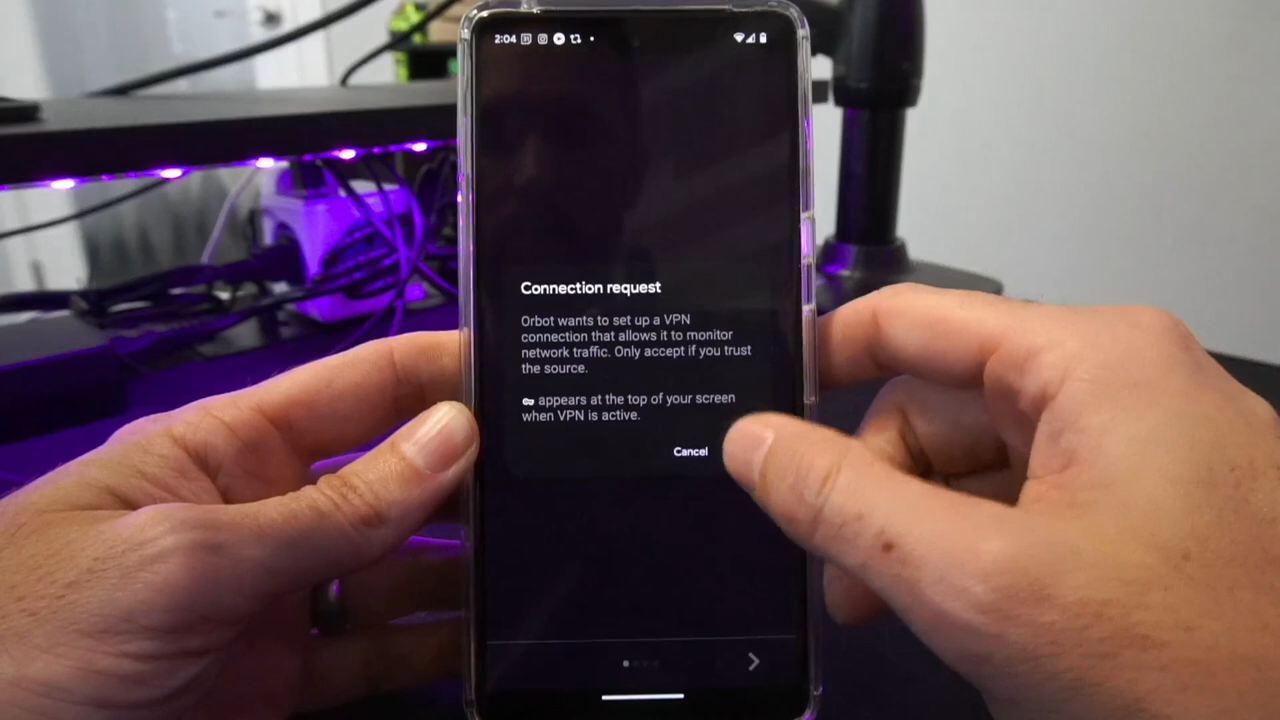 2:04
Connection request
Orbot wants to set up a VPN
connection that allows it to monitor
network traffic. Only accept if you trust
the source.
appears at the top of your screen
when VPN is active.
Cancel